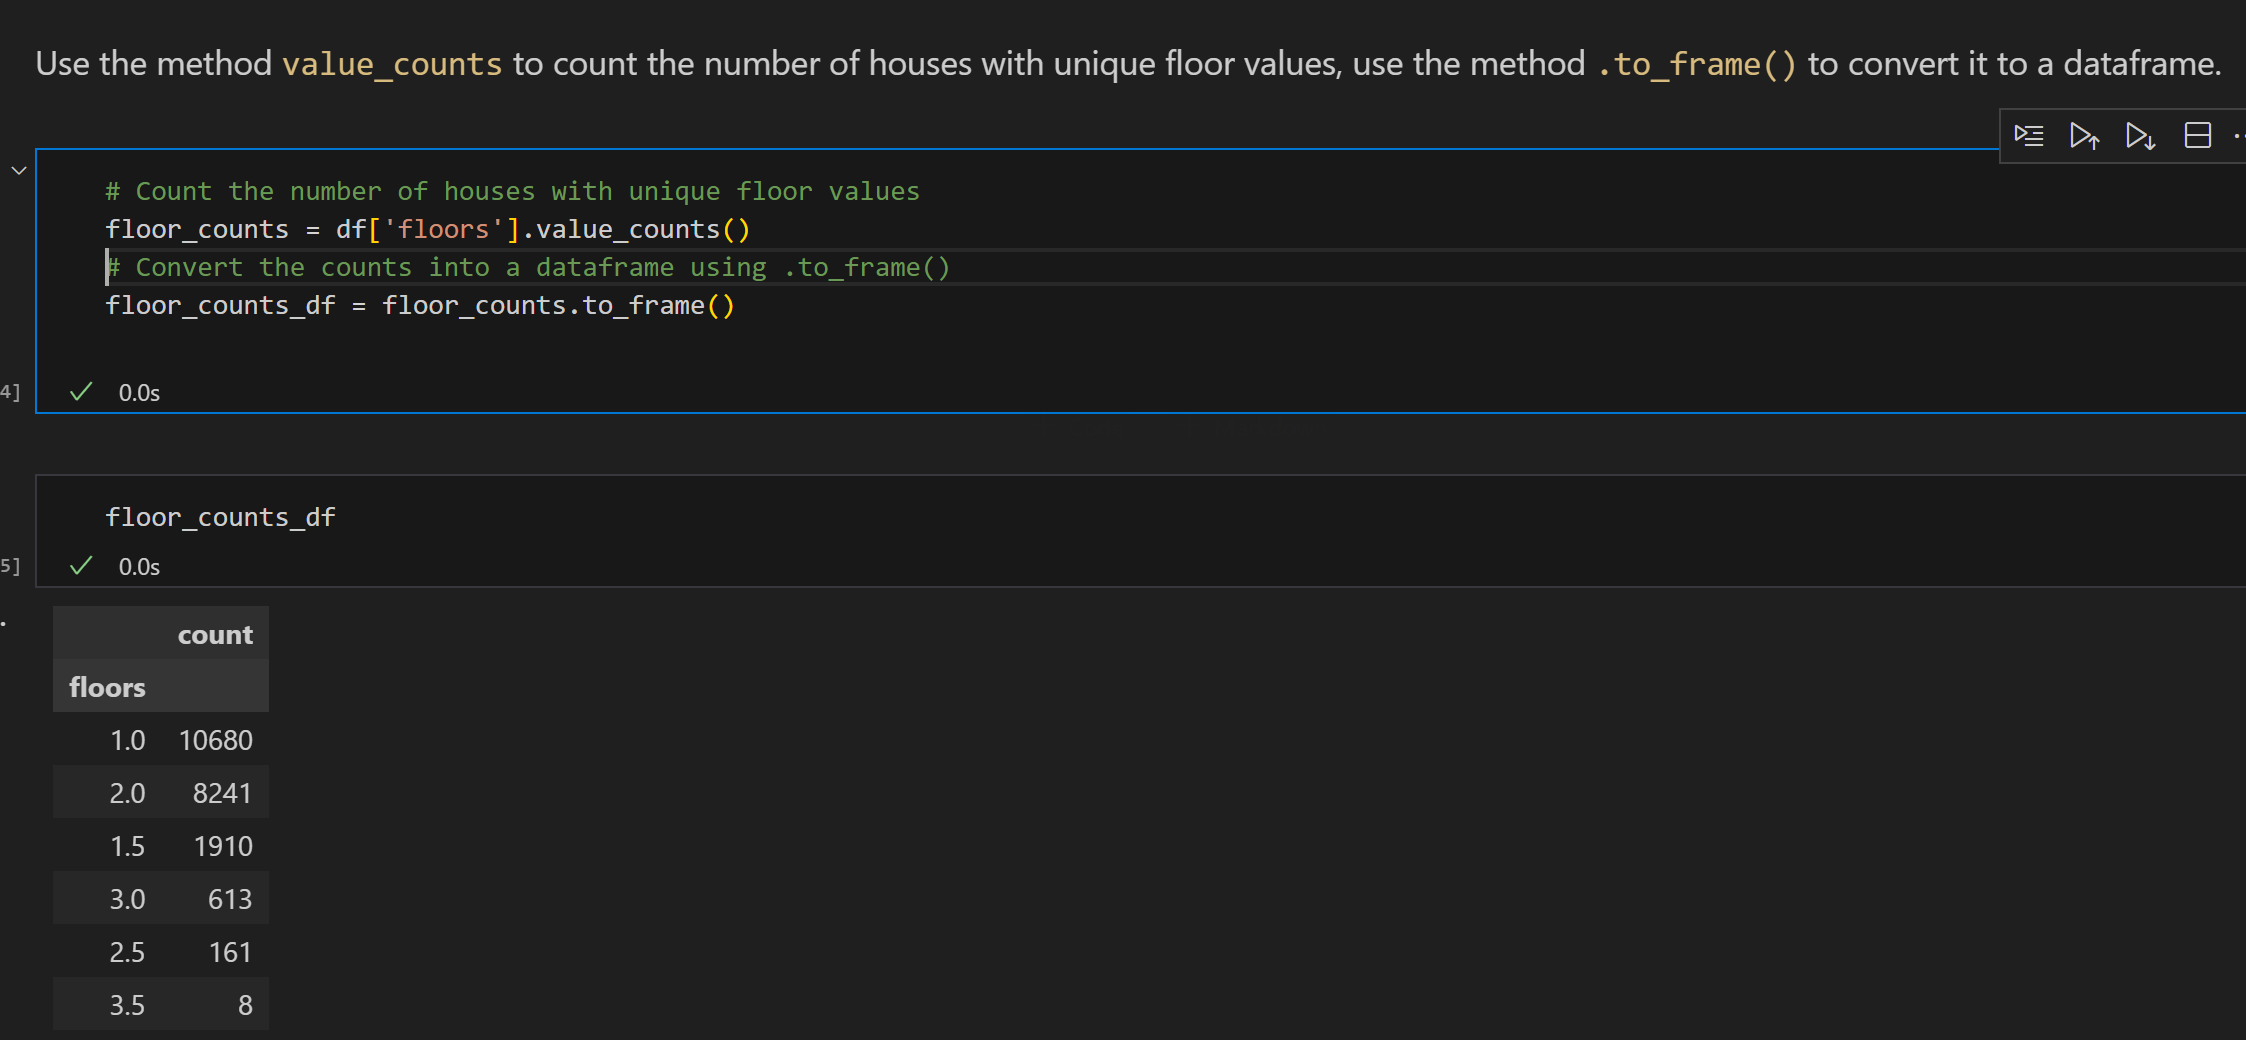 Use the method value_counts to count the number of houses with unique floor values, use the method .to_frame() to convert it to a dataframe.
# Count the number of houses with unique floor values
floor_counts = df['floors'].value_counts()
# Convert the counts into a dataframe using .to_frame()
floor_counts_df = floor_counts.to_frame()
4]
0.0s
floor_counts_df
5]
0.0s
count
floors
1.0 10680
2.0 8241
1.5 1910
3.0 613
2.5 161
3.5 8